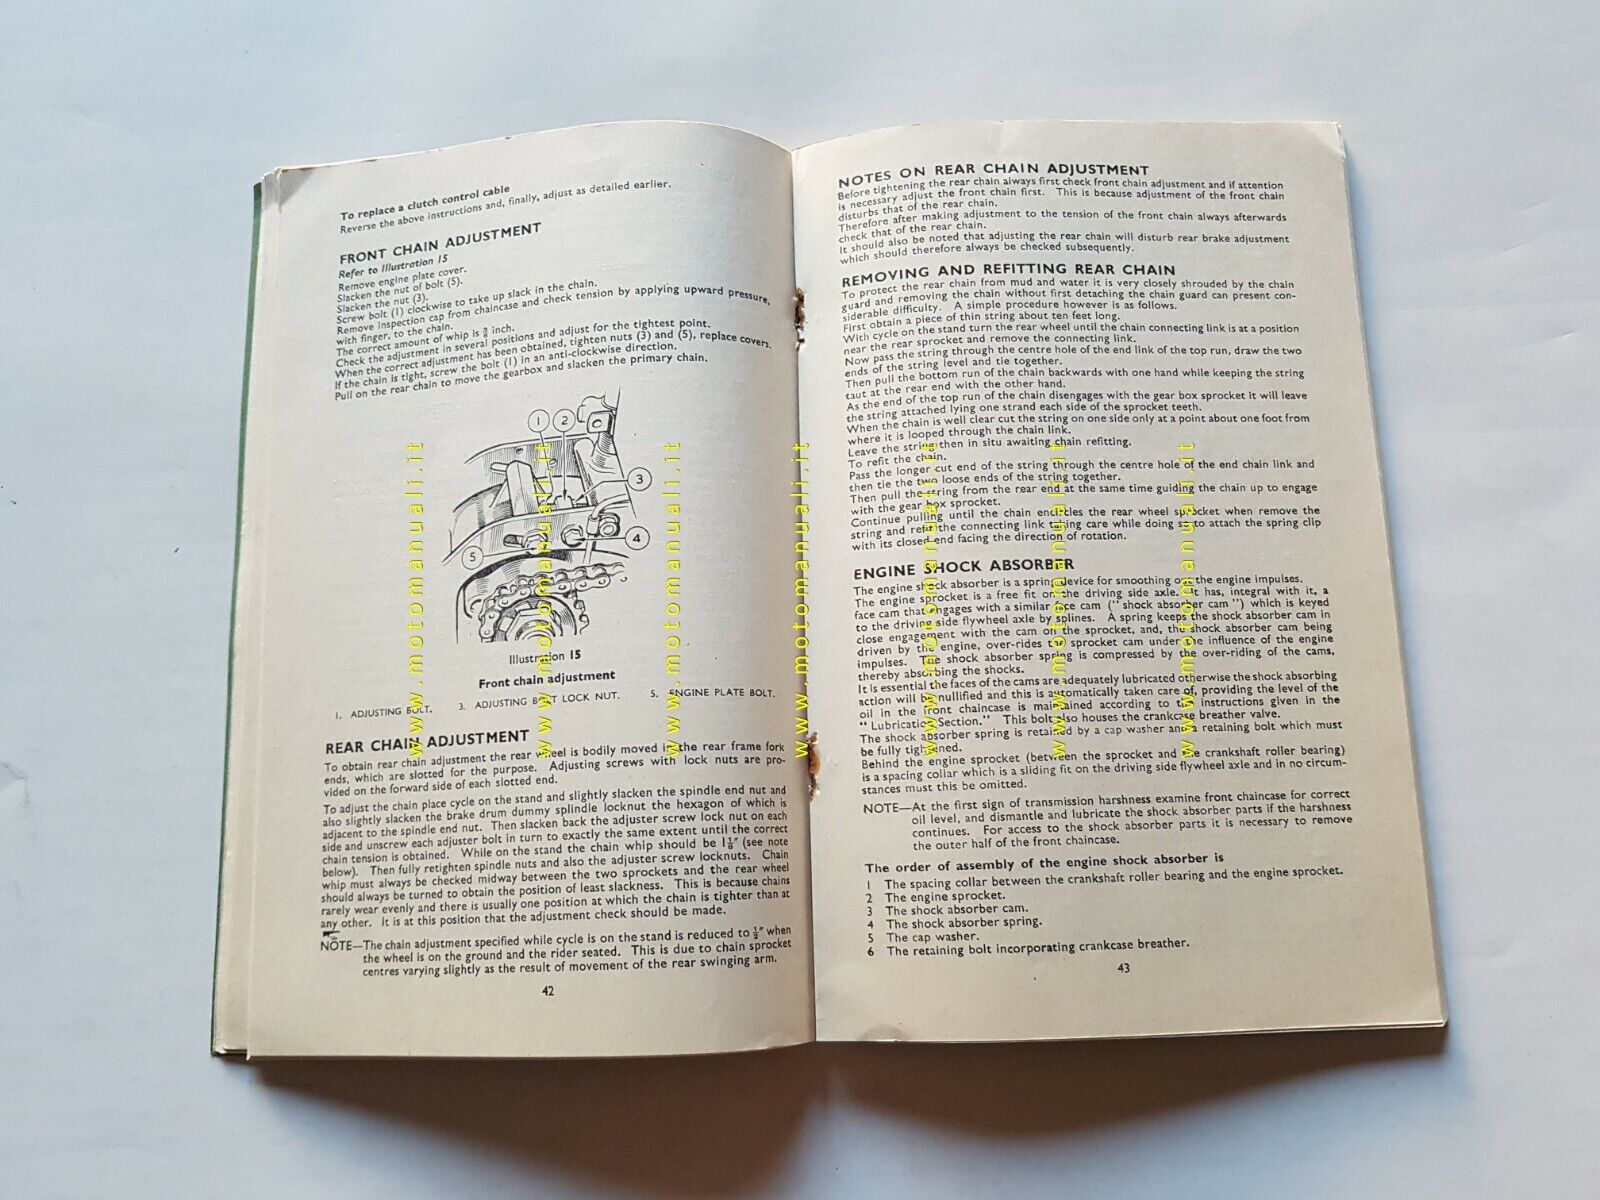 To replace a clutch control cable
Reverse the above instructions and, finally, adjust as detailed earlier.
FRONT CHAIN ADJUSTMENT
Refer to Illustration 15
Remove engine plate cover.
Slacken the nut of bolt (5).
Slacken the nut (3).
Screw bolt (1) clockwise to take up slack in the chain.
Remove inspection cap from chaincase and check tension by applying upward pressure,
with finger, to the chain.
The correct amount of whip is inch.
Check the adjustment in several positions and adjust for the tightest point.
When the correct adjustment has been obtained, tighten nuts (3) and (5), replace covers.
If the chain is tight, screw the bolt (1) in an anti-clockwise direction.
Pull on the rear chain to move the gearbox and slacken the primary chain.
1 2
3
4
5
Illustration 15
Front chain adjustment
1. ADJUSTING BOLT. 3. ADJUSTING BOLT LOCK NUT. 5. ENGINE PLATE BOLT.
REAR CHAIN ADJUSTMENT
To obtain rear chain adjustment the rear wheel is bodily moved in the rear frame fork
ends, which are slotted for the purpose. Adjusting screws with lock nuts are pro-
vided on the forward side of each slotted end.
To adjust the chain place cycle on the stand and slightly slacken the spindle end nut and
also slightly slacken the brake drum dummy splindle locknut the hexagon of which is
adjacent to the spindle end nut. Then slacken back the adjuster screw lock nut on each
side and unscrew each adjuster bolt in turn to exactly the same extent until the correct
chain tension is obtained. While on the stand the chain whip should be 1⅛″ (see note
below). Then fully retighten spindle nuts and also the adjuster screw locknuts. Chain
whip must always be checked midway between the two sprockets and the rear wheel
should always be turned to obtain the position of least slackness. This is because chains
rarely wear evenly and there is usually one position at which the chain is tighter than at
any other. It is at this position that the adjustment check should be made.
NOTE—The chain adjustment specified while cycle is on the stand is reduced to ½″ when
the wheel is on the ground and the rider seated. This is due to chain sprocket
centres varying slightly as the result of movement of the rear swinging arm.
42
NOTES ON REAR CHAIN ADJUSTMENT
Before tightening the rear chain always first check front chain adjustment and if attention
is necessary adjust the front chain first. This is because adjustment of the front chain
disturbs that of the rear chain.
Therefore after making adjustment to the tension of the front chain always afterwards
check that of the rear chain.
It should also be noted that adjusting the rear chain will disturb rear brake adjustment
which should therefore always be checked subsequently.
REMOVING AND REFITTING REAR CHAIN
To protect the rear chain from mud and water it is very closely shrouded by the chain
guard and removing the chain without first detaching the chain guard can present con-
siderable difficulty. A simple procedure however is as follows.
First obtain a piece of thin string about ten feet long.
With cycle on the stand turn the rear wheel until the chain connecting link is at a position
near the rear sprocket and remove the connecting link.
Now pass the string through the centre hole of the end link of the top run, draw the two
ends of the string level and tie together.
Then pull the bottom run of the chain backwards with one hand while keeping the string
taut at the rear end with the other hand.
As the end of the top run of the chain disengages with the gear box sprocket it will leave
the string attached lying one strand each side of the sprocket teeth.
When the chain is well clear cut the string on one side only at a point about one foot from
where it is looped through the chain link.
Leave the string then in situ awaiting chain refitting.
To refit the chain.
Pass the longer cut end of the string through the centre hole of the end chain link and
then tie the two loose ends of the string together.
Then pull the string from the rear end at the same time guiding the chain up to engage
with the gear box sprocket.
Continue pulling until the chain encircles the rear wheel sprocket when remove the
string and refit the connecting link taking care while doing so to attach the spring clip
with its closed end facing the direction of rotation.
ENGINE SHOCK ABSORBER
The engine shock absorber is a spring device for smoothing out the engine impulses.
The engine sprocket is a free fit on the driving side axle. It has, integral with it, a
face cam that engages with a similar face cam (" shock absorber cam ") which is keyed
to the driving side flywheel axle by splines. A spring keeps the shock absorber cam in
close engagement with the cam on the sprocket, and, the shock absorber cam being
driven by the engine, over-rides the sprocket cam under the influence of the engine
impulses. The shock absorber spring is compressed by the over-riding of the cams,
thereby absorbing the shocks.
It is essential the faces of the cams are adequately lubricated otherwise the shock absorbing
action will be nullified and this is automatically taken care of, providing the level of the
oil in the front chaincase is maintained according to the instructions given in the
" Lubrication Section." This bolt also houses the crankcase breather valve.
The shock absorber spring is retained by a cap washer and a retaining bolt which must
be fully tightened.
Behind the engine sprocket (between the sprocket and the crankshaft roller bearing)
is a spacing collar which is a sliding fit on the driving side flywheel axle and in no circum-
stances must this be omitted.
NOTE—At the first sign of transmission harshness examine front chaincase for correct
oil level, and dismantle and lubricate the shock absorber parts if the harshness
continues. For access to the shock absorber parts it is necessary to remove
the outer half of the front chaincase.
The order of assembly of the engine shock absorber is
1 The spacing collar between the crankshaft roller bearing and the engine sprocket.
2 The engine sprocket.
3 The shock absorber cam.
4 The shock absorber spring.
5 The cap washer.
6 The retaining bolt incorporating crankcase breather.
43
www.motomanuali.it
www.motomanuali.it
www.motomanuali.it
www.motomanuali.it
www.motomanuali.it
www.motomanuali.it
www.motomanuali.it